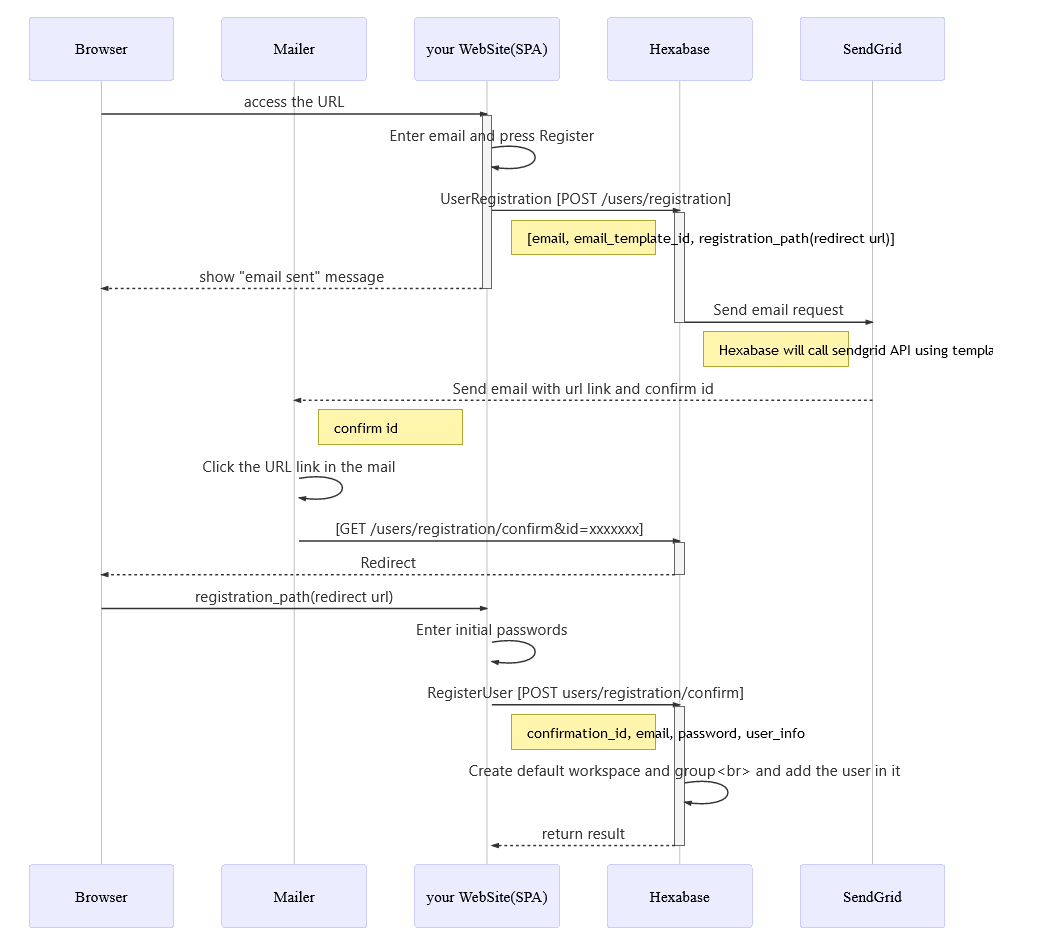 Browser
Mailer
your WebSite(SPA)
Hexabase
SendGrid
access the URL
Enter email and press Register
UserRegistration [POST /users/registration]
[email, email_template_id, registration_path(redirect url)]
show "email sent" message
Send email request
Hexabase will call sendgrid API using templa
Send email with url link and confirm id
confirm id
Click the URL link in the mail
[GET /users/registration/confirm&id=xxxxxxx]
Redirect
registration_path(redirect url)
Enter initial passwords
RegisterUser [POST users/registration/confirm]
confirmation_id, email, password, user_info
Create default workspace and group<br> and add the user in it
return result
Browser
Mailer
your WebSite(SPA)
Hexabase
SendGrid